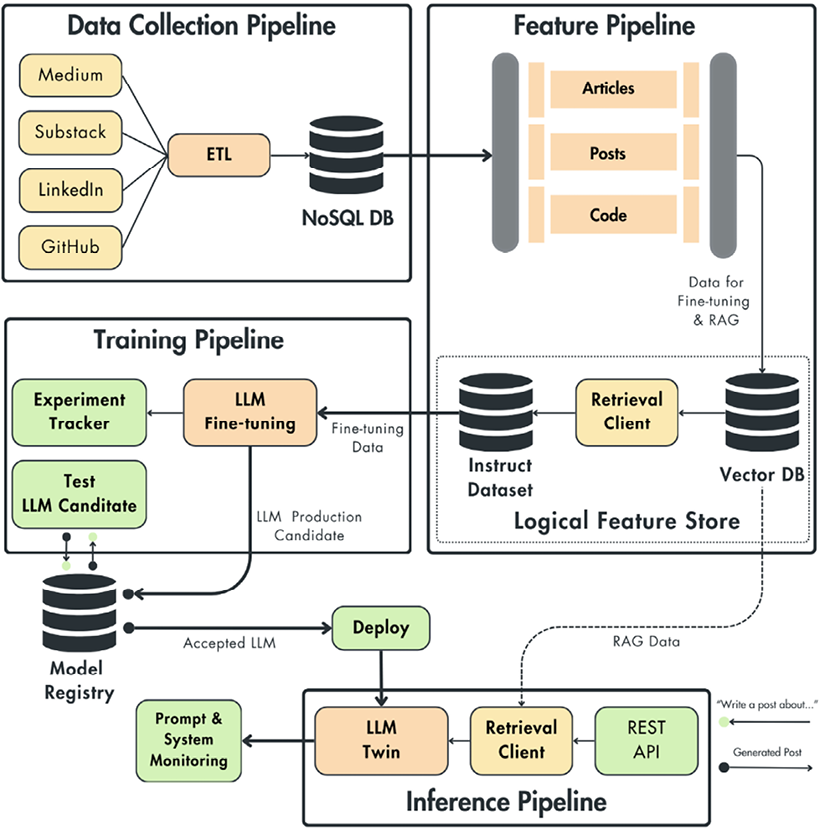 Data Collection Pipeline
Medium
Substack
LinkedIn
GitHub
ETL
NoSQL DB
Feature Pipeline
Articles
Posts
Code
Data for
Fine-tuning
& RAG
Training Pipeline
Experiment
Tracker
LLM
Fine-tuning
Fine-tuning
Data
Instruct
Dataset
Retrieval
Client
Vector DB
Logical Feature Store
Test
LLM Canditate
LLM Production
Candidate
Model
Registry
Accepted LLM
Deploy
RAG Data
Prompt &
System
Monitoring
LLM
Twin
Retrieval
Client
REST
API
Inference Pipeline
"Write a post about..."
Generated Post